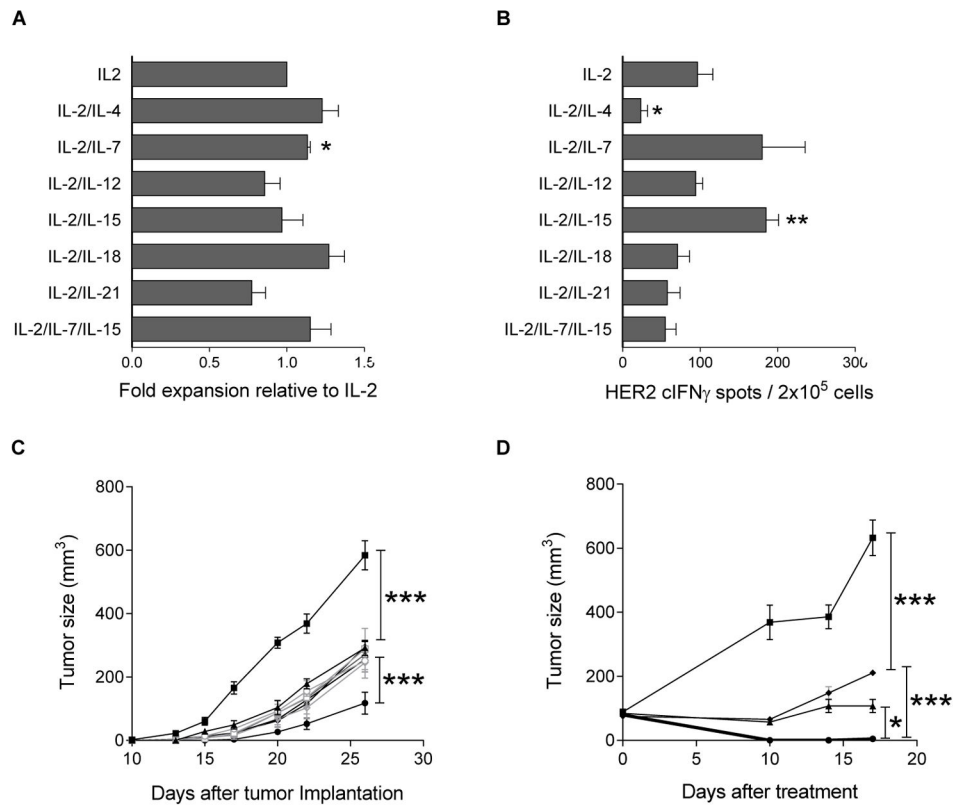 A
IL2
IL-2/IL-4
IL-2/IL-7
*
IL-2/IL-12
IL-2/IL-15
IL-2/IL-18
IL-2/IL-21
IL-2/IL-7/IL-15
0.0 0.5 1.0 1.5
Fold expansion relative to IL-2
B
IL-2
IL-2/IL-4
*
IL-2/IL-7
IL-2/IL-12
IL-2/IL-15
**
IL-2/IL-18
IL-2/IL-21
IL-2/IL-7/IL-15
0 100 200 300
HER2 cIFNγ spots / 2x10⁵ cells
C
Tumor size (mm³)
800
600
400
200
0
***
***
10 15 20 25 30
Days after tumor Implantation
D
Tumor size (mm³)
800
600
400
200
0
***
***
*
0 5 10 15 20
Days after treatment